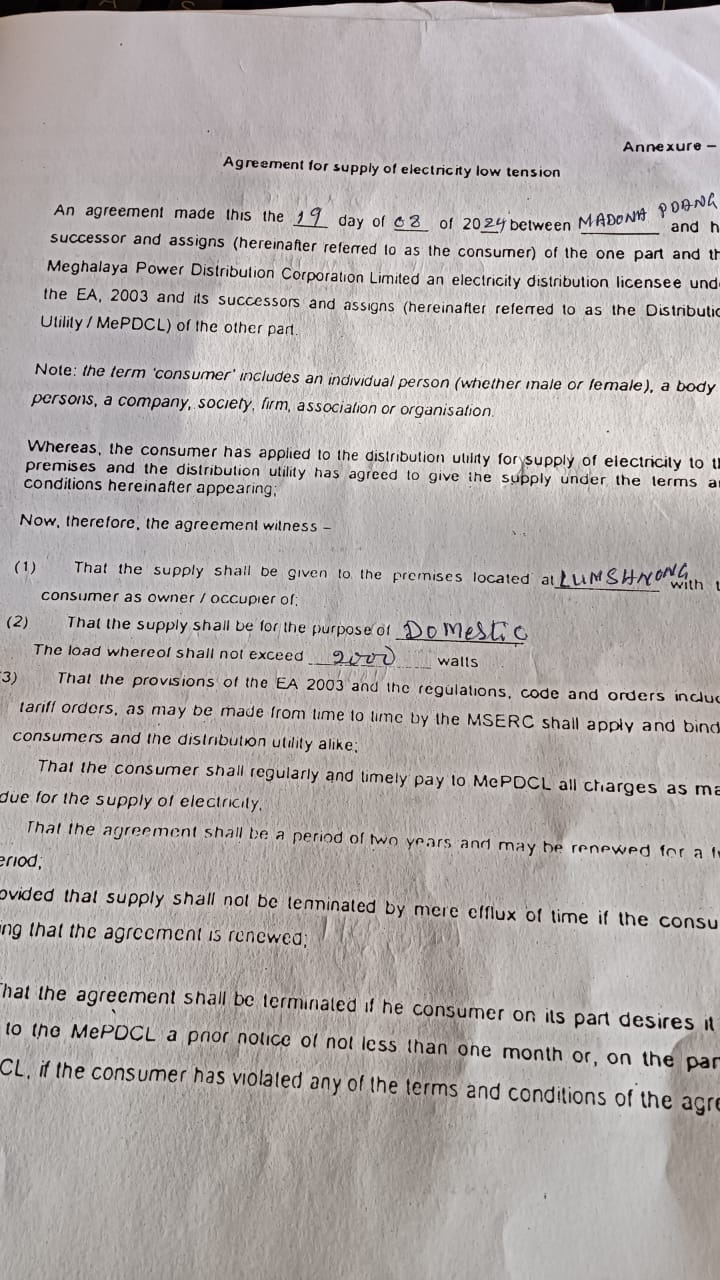 Annexure –
Agreement for supply of electricity low tension
An agreement made this the 19 day of 08 of 2024 between MADONA PDANG and h
successor and assigns (hereinafter referred to as the consumer) of the one part and th
Meghalaya Power Distribution Corporation Limited an electricity distribution licensee und
the EA, 2003 and its successors and assigns (hereinafter referred to as the Distributio
Utility / MePDCL) of the other part.
Note: the term 'consumer' includes an individual person (whether male or female), a body
persons, a company, society, firm, association or organisation.
Whereas, the consumer has applied to the distribution utility for supply of electricity to t
premises and the distribution utility has agreed to give the supply under the terms a
conditions hereinafter appearing;
Now, therefore, the agreement witness –
(1) That the supply shall be given to the premises located at LUMSHNONG with t
consumer as owner / occupier of;
(2) That the supply shall be for the purpose of Domestic
The load whereof shall not exceed 2000 walls
3) That the provisions of the EA 2003 and the regulations, code and orders includ
tariff orders, as may be made from time to time by the MSERC shall apply and bind
consumers and the distribution utility alike;
That the consumer shall regularly and timely pay to MePDCL all charges as ma
due for the supply of electricity.
That the agreement shall be a period of two years and may be renewed for a f
eriod;
ovided that supply shall not be terminated by mere efflux of time if the consu
ing that the agreement is renewed;
That the agreement shall be terminated if he consumer on its part desires it
to the MePDCL a prior notice of not less than one month or, on the par
CL, if the consumer has violated any of the terms and conditions of the agre